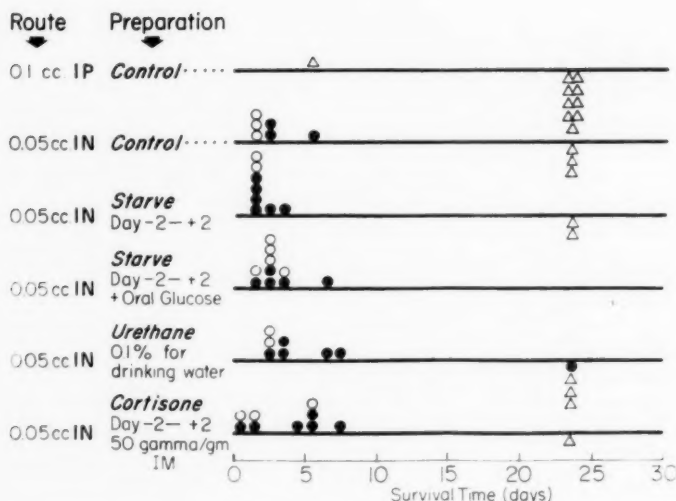 Route Preparation
0.1 cc. IP Control.....
0.05cc. IN Control.....
Starve
0.05cc IN Day -2- +2
Starve
Day -2- +2
0.05cc IN + Oral Glucose
Urethane
0.1% for
0.05cc IN drinking water
Cortisone
Day -2- +2
0.05cc IN 50 gamma/gm
IM
0 5 10 15 20 25 30
Survival Time (days)